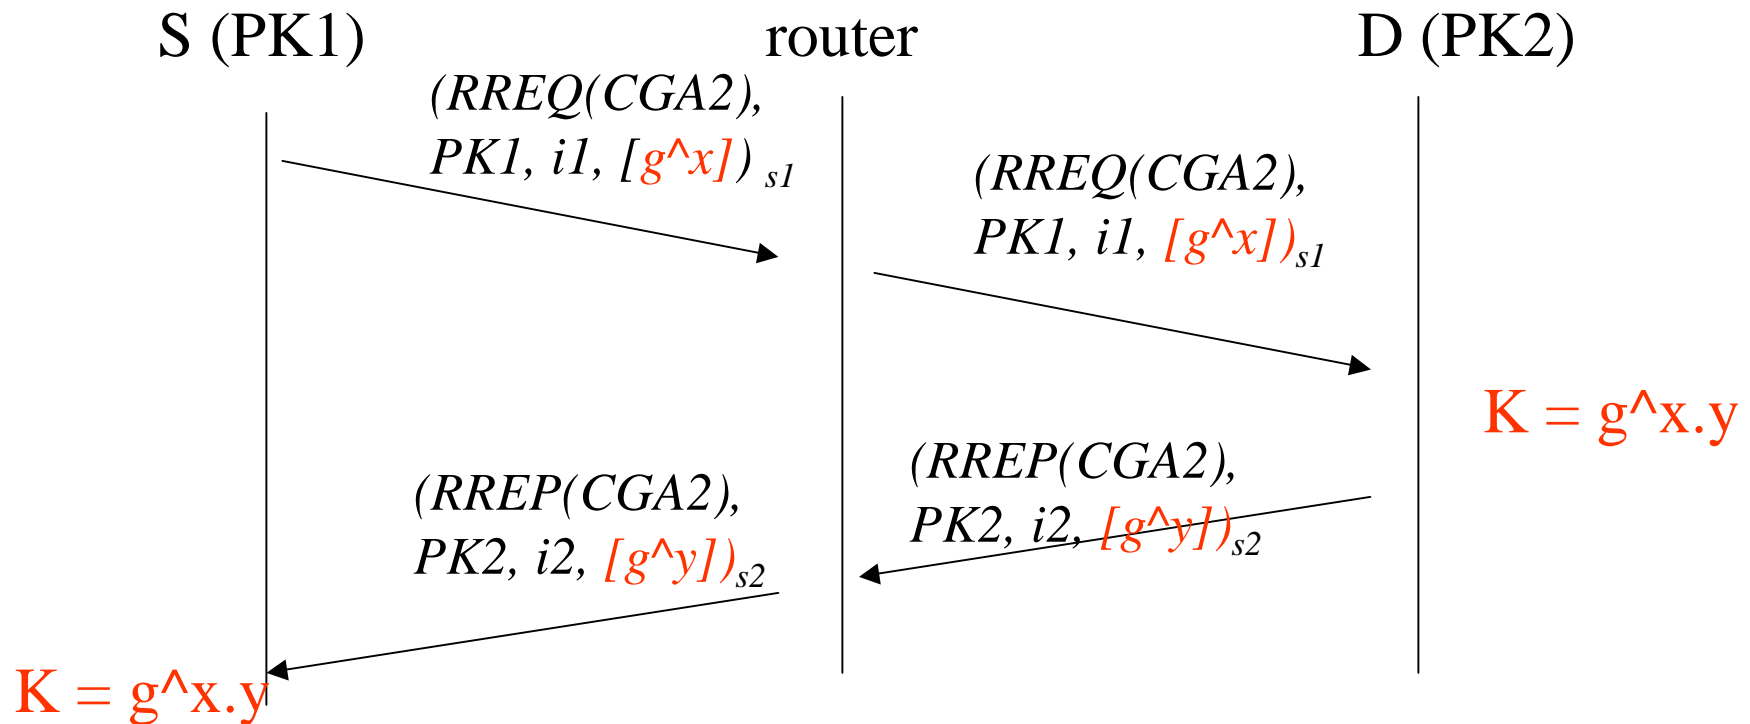 S (PK1)
router
D (PK2)
(RREQ(CGA2),
PK1, i1, [g^x]) s1
(RREQ(CGA2),
PK1, i1, [g^x])s1
K = g^x.y
(RREP(CGA2),
PK2, i2, [g^y])s2
(RREP(CGA2),
PK2, i2, [g^y])s2
K = g^x.y